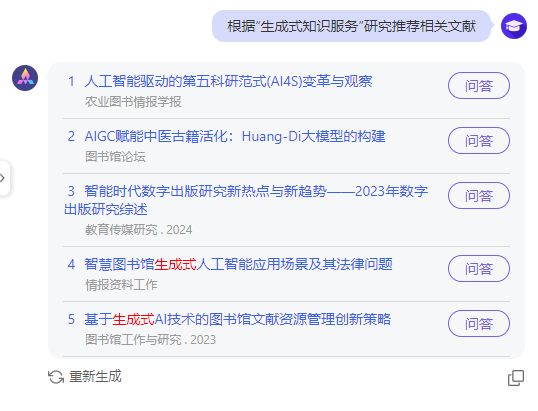 根据“生成式知识服务”研究推荐相关文献
1 人工智能驱动的第五科研范式(AI4S)变革与观察
问答
农业图书情报学报
2 AIGC赋能中医古籍活化：Huang-Di大模型的构建
问答
图书馆论坛
3 智能时代数字出版研究新热点与新趋势——2023年数字
出版研究综述
问答
教育传媒研究 . 2024
4 智慧图书馆生成式人工智能应用场景及其法律问题
问答
情报资料工作
5 基于生成式AI技术的图书馆文献资源管理创新策略
问答
图书馆工作与研究 . 2023
重新生成